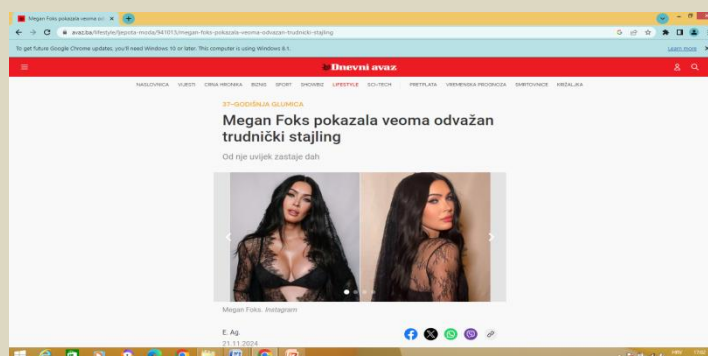 Megan Foks pokazala veoma od
avaz.ba/lifestyle/ljepota-moda/941013/megan-foks-pokazala-veoma-odvazan-trudnicki-stajling
To get future Google Chrome updates, you'll need Windows 10 or later. This computer is using Windows 8.1.
Learn more
Dnevni avaz
NASLOVNICA VIJESTI CRNA HRONIKA BIZNIS SPORT SHOWBIZ LIFESTYLE SCI-TECH PRETPLATA VREMENSKA PROGNOZA SMRTOVNICE KRIŽALJKA
37-GODIŠNJA GLUMICA
Megan Foks pokazala veoma odvažan
trudnički stajling
Od nje uvijek zastaje dah
Megan Foks. Instagram
E. Ag.
21.11.2024
HRV